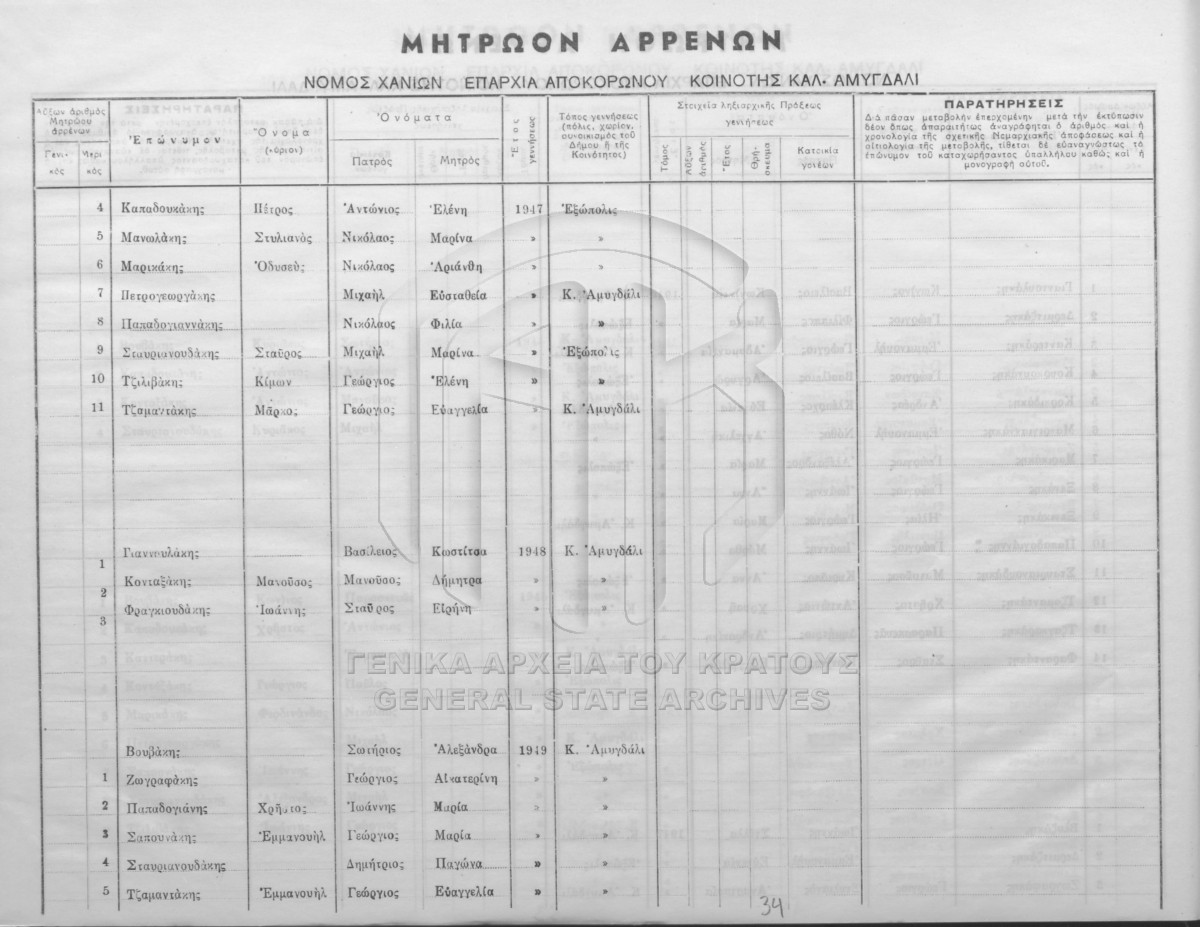 ΜΗΤΡΩΟΝ ΑΡΡΕΝΩΝ
ΝΟΜΟΣ ΧΑΝΙΩΝ ΕΠΑΡΧΙΑ ΑΠΟΚΟΡΩΝΟΥ ΚΟΙΝΟΤΗΣ ΚΑΛ. ΑΜΥΓΔΑΛΙ
Αὔξων ἀριθμὸς Μητρώου ἀρρένων
Γενικὸς
Μερικὸς
Ἐπώνυμον
Ὄνομα (κύριον)
Ὀνόματα
Πατρὸς
Μητρὸς
Ἔτος γεννήσεως
Τόπος γεννήσεως (πόλις, χωρίον, συνοικισμὸς τοῦ Δήμου ἢ τῆς Κοινότητος)
Στοιχεῖα ληξιαρχικῆς Πράξεως γεννήσεως
Τόμος
Αὔξων ἀριθμὸς
Ἔτος
Θρήσκευμα
Κατοικία γονέων
ΠΑΡΑΤΗΡΗΣΕΙΣ
Διὰ πᾶσαν μεταβολὴν ἐπερχομένην μετὰ τὴν ἐκτύπωσιν
δέον ὅπως ἀπαραιτήτως ἀναγράφηται ὁ ἀριθμὸς καὶ ἡ
χρονολογία τῆς σχετικῆς Νομαρχιακῆς ἀποφάσεως καὶ ἡ
αἰτιολογία τῆς μεταβολῆς, τίθεται δὲ εὐαναγνώστως τὸ
ἐπώνυμον τοῦ καταχωρήσαντος ὑπαλλήλου καθὼς καὶ ἡ
μονογραφὴ αὐτοῦ.
4 Καπαδουκάκης Πέτρος Ἀντώνιος Ἑλένη 1947 Ἐξώπολις
5 Μανωλάκης Στυλιανὸς Νικόλαος Μαρίνα » »
6 Μαρικάκης Ὀδυσεὺς Νικόλαος Ἀριάνθη » »
7 Πετρογεωργάκης Μιχαὴλ Εὐσταθεία » Κ. Ἀμυγδάλι
8 Παπαδογιαννάκης Νικόλαος Φιλία » »
9 Σταυριανουδάκης Σταῦρος Μιχαὴλ Μαρίνα » Ἐξώπολις
10 Τζιλιβάκης Κίμων Γεώργιος Ἑλένη » »
11 Τζαμαντάκης Μᾶρκος Γεώργιος Εὐαγγελία » Κ. Ἀμυγδάλι
1 Γιαννουλάκης Βασίλειος Κωστίτσα 1948 Κ. Ἀμυγδάλι
2 Κονταξάκης Μανοῦσος Μανοῦσος Δήμητρα » »
3 Φραγκιουδάκης Ἰωάννης Σταῦρος Εἰρήνη » »
ΓΕΝΙΚΑ ΑΡΧΕΙΑ ΤΟΥ ΚΡΑΤΟΥΣ
GENERAL STATE ARCHIVES
Βουβάκης Σωτήριος Ἀλεξάνδρα 1949 Κ. Ἀμυγδάλι
1 Ζωγραφάκης Γεώργιος Αἰκατερίνη » »
2 Παπαδογιάνης Χρῆστος Ἰωάννης Μαρία » »
3 Σαπουνάκης Ἐμμανουὴλ Γεώργιος Μαρία » »
4 Σταυριανουδάκης Δημήτριος Παγώνα » »
5 Τζαμαντάκης Ἐμμανουὴλ Γεώργιος Εὐαγγελία » »
34